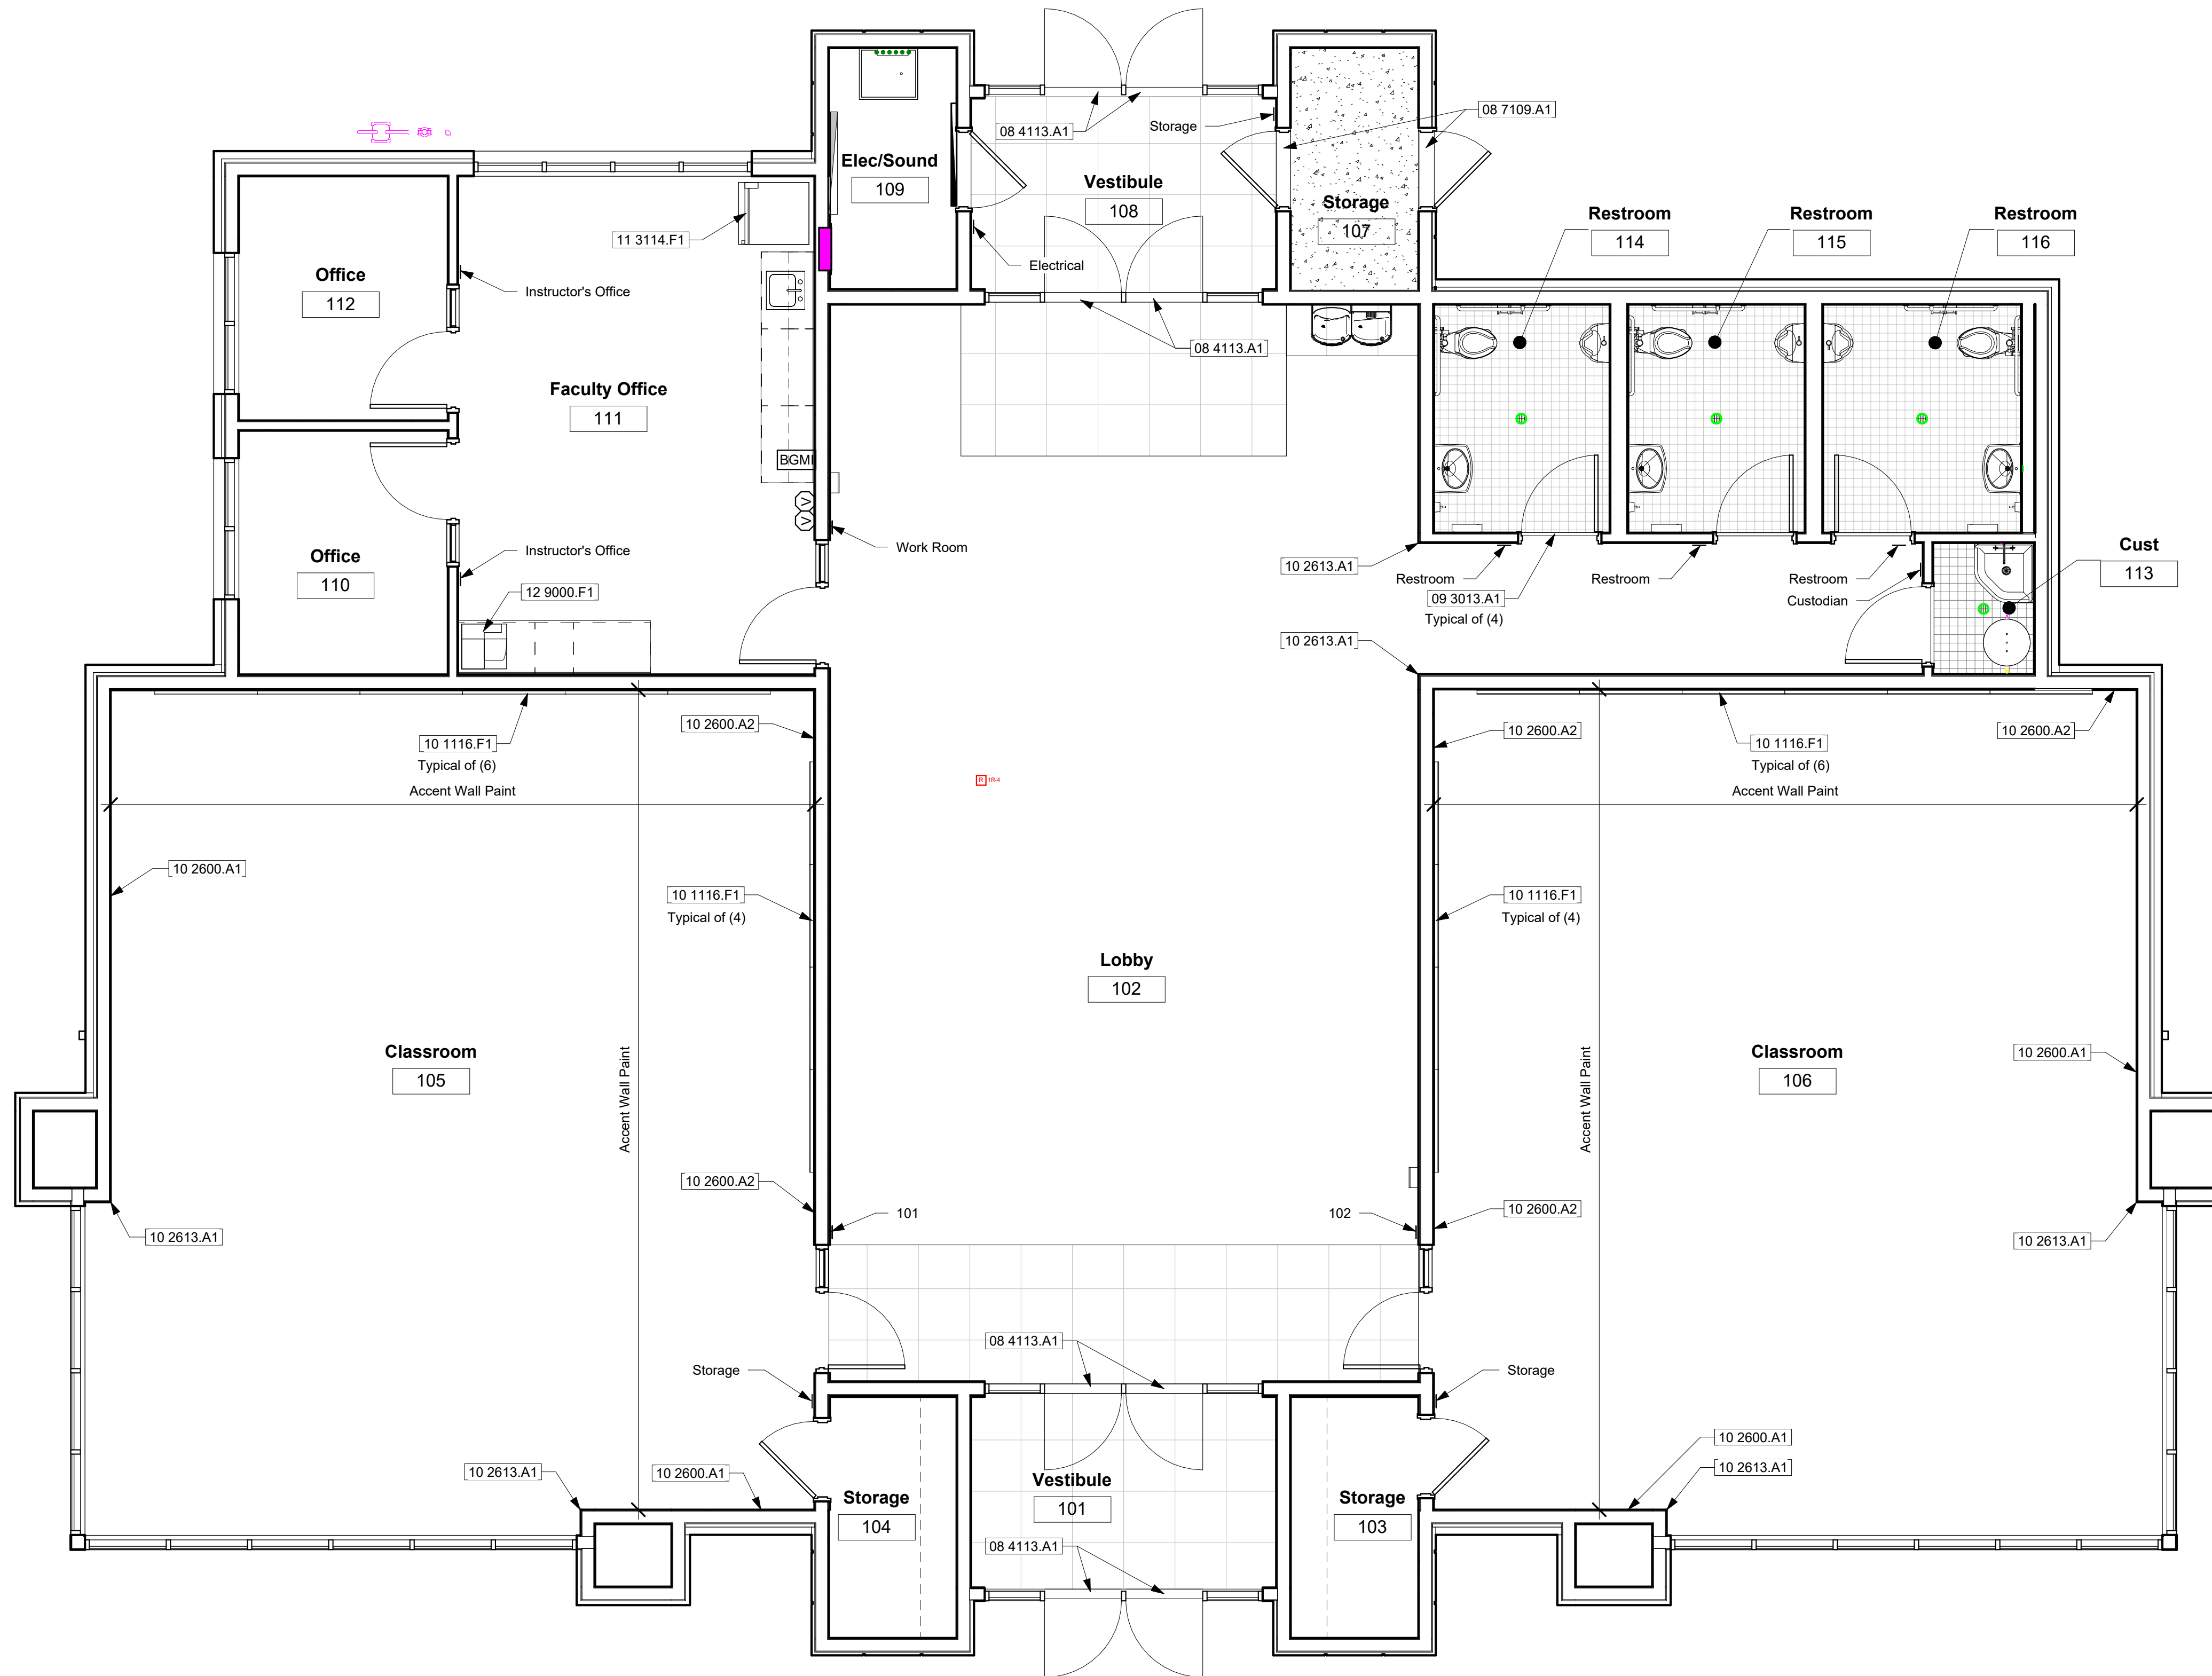 08 7109.A1
08 4113.A1
Storage
Elec/Sound
109
Vestibule
108
Storage
107
Restroom
114
Restroom
115
Restroom
116
11 3114.F1
Electrical
Office
112
Instructor's Office
08 4113.A1
Faculty Office
111
BGMI
V
V
Work Room
Office
110
Instructor's Office
12 9000.F1
10 2613.A1
Restroom
09 3013.A1
Typical of (4)
Restroom
Restroom
Custodian
Cust
113
10 2613.A1
10 2600.A2
10 1116.F1
Typical of (6)
Accent Wall Paint
10 2600.A2
10 1116.F1
Typical of (6)
Accent Wall Paint
10 2600.A2
R 1R-4
10 2600.A1
10 1116.F1
Typical of (4)
10 1116.F1
Typical of (4)
Lobby
102
Classroom
105
Accent Wall Paint
Accent Wall Paint
Classroom
106
10 2600.A1
10 2600.A2
101
102
10 2600.A2
10 2613.A1
10 2613.A1
08 4113.A1
Storage
Storage
10 2613.A1
10 2600.A1
10 2600.A1
10 2613.A1
Storage
104
Vestibule
101
Storage
103
08 4113.A1